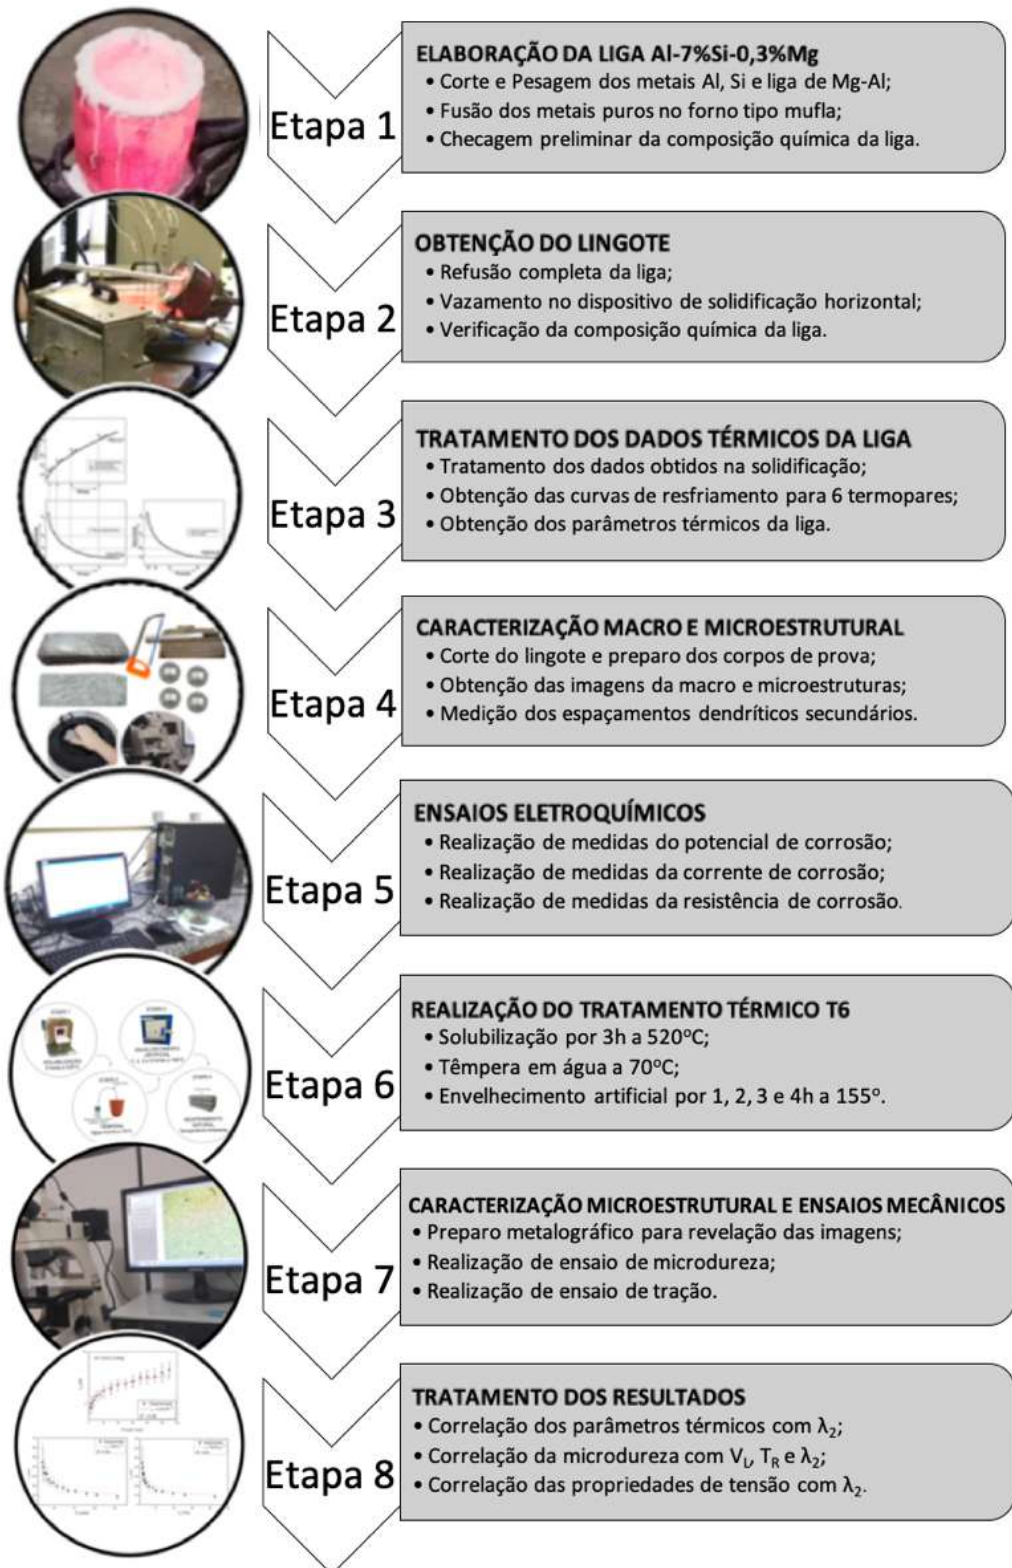 Etapa 1
ELABORAÇÃO DA LIGA Al-7%Si-0,3%Mg
• Corte e Pesagem dos metais Al, Si e liga de Mg-Al;
• Fusão dos metais puros no forno tipo mufla;
• Checagem preliminar da composição química da liga.
Etapa 2
OBTENÇÃO DO LINGOTE
• Refusão completa da liga;
• Vazamento no dispositivo de solidificação horizontal;
• Verificação da composição química da liga.
Etapa 3
TRATAMENTO DOS DADOS TÉRMICOS DA LIGA
• Tratamento dos dados obtidos na solidificação;
• Obtenção das curvas de resfriamento para 6 termopares;
• Obtenção dos parâmetros térmicos da liga.
Etapa 4
CARACTERIZAÇÃO MACRO E MICROESTRUTURAL
• Corte do lingote e preparo dos corpos de prova;
• Obtenção das imagens da macro e microestruturas;
• Medição dos espaçamentos dendríticos secundários.
Etapa 5
ENSAIOS ELETROQUÍMICOS
• Realização de medidas do potencial de corrosão;
• Realização de medidas da corrente de corrosão;
• Realização de medidas da resistência de corrosão.
Etapa 6
REALIZAÇÃO DO TRATAMENTO TÉRMICO T6
• Solubilização por 3h a 520ºC;
• Têmpera em água a 70ºC;
• Envelhecimento artificial por 1, 2, 3 e 4h a 155º.
Etapa 7
CARACTERIZAÇÃO MICROESTRUTURAL E ENSAIOS MECÂNICOS
• Preparo metalográfico para revelação das imagens;
• Realização de ensaio de microdureza;
• Realização de ensaio de tração.
Etapa 8
TRATAMENTO DOS RESULTADOS
• Correlação dos parâmetros térmicos com λ₂;
• Correlação da microdureza com V_L, T_R e λ₂;
• Correlação das propriedades de tensão com λ₂.